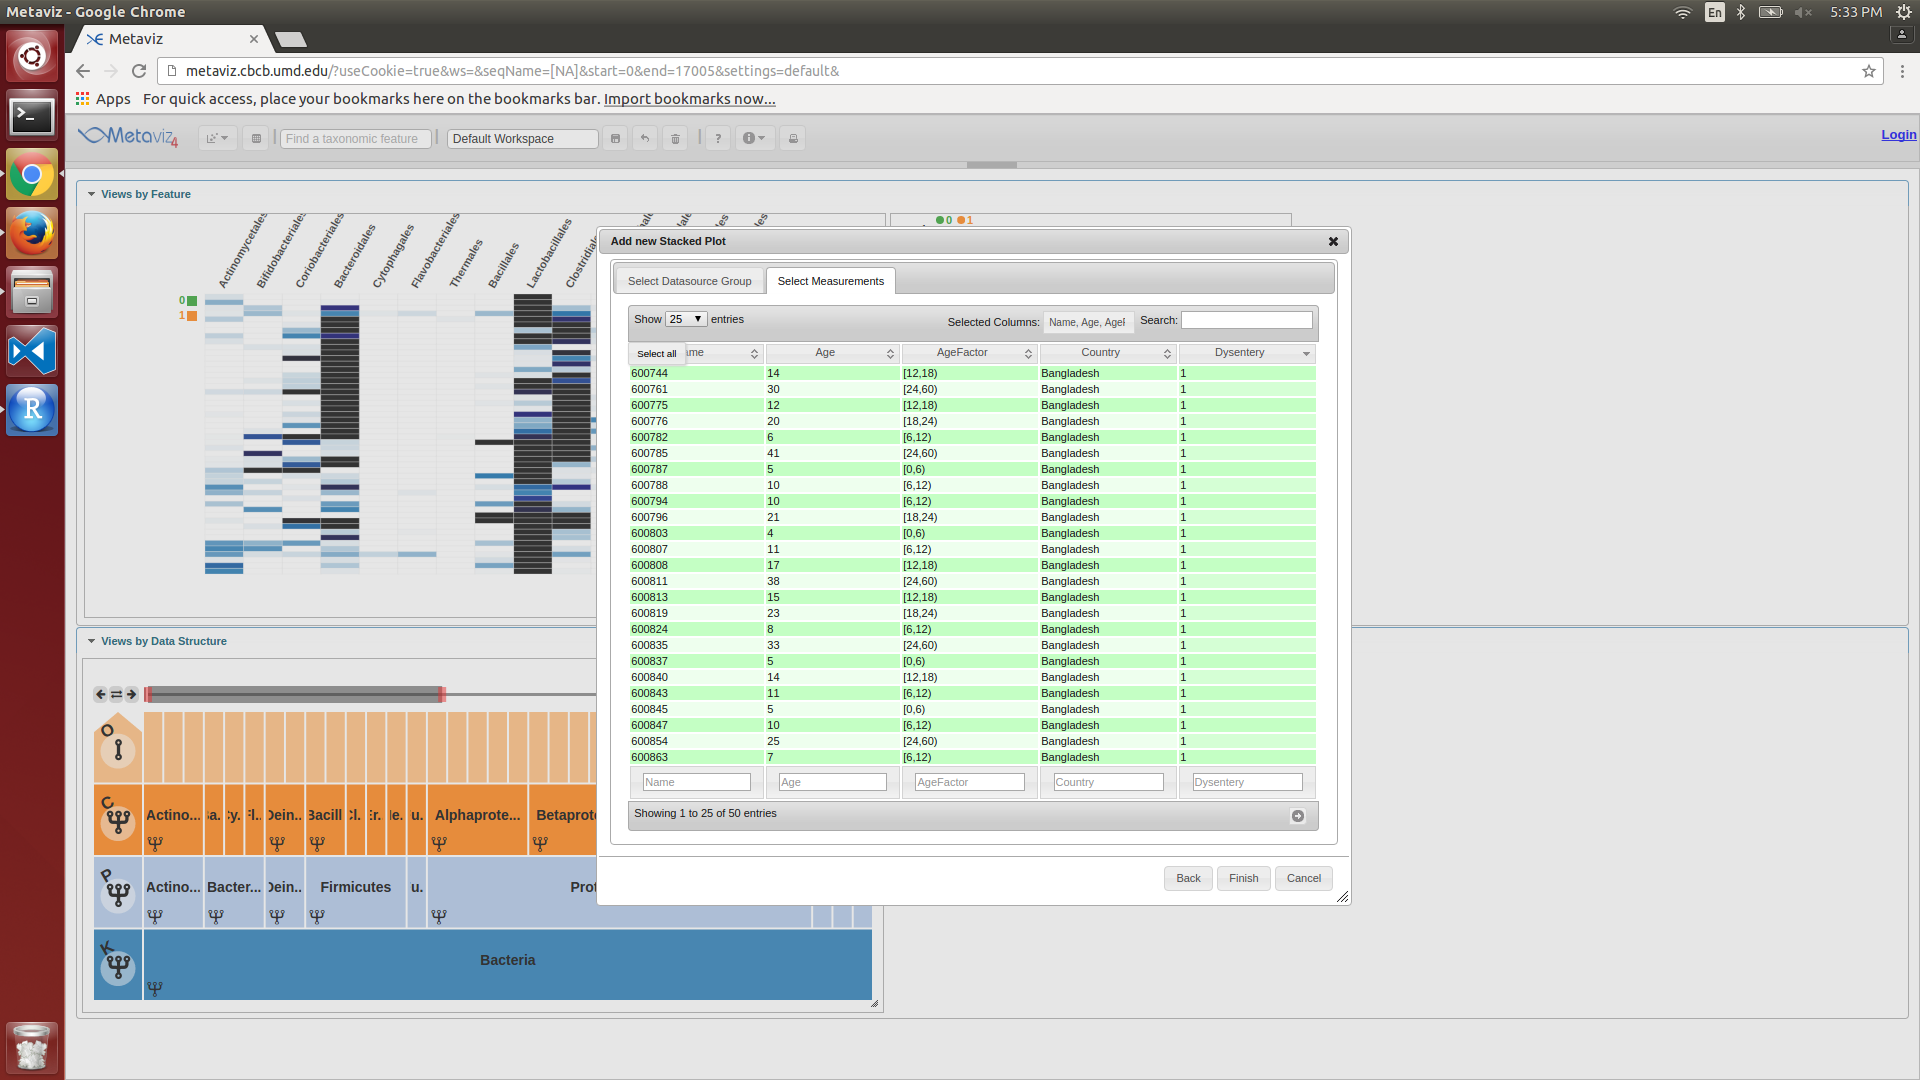 Metaviz - Google Chrome
En
5:33 PM
Metaviz
metaviz.cbcb.umd.edu/?useCookie=true&ws=&seqName=[NA]&start=0&end=17005&settings=default&
Apps For quick access, place your bookmarks here on the bookmarks bar. Import bookmarks now...
Metaviz4
Find a taxonomic feature
Default Workspace
?
Login
Views by Feature
Actinomycetales
Bifidobacteriales
Coriobacteriales
Bacteroidales
Cytophagales
Flavobacteriales
Thermales
Bacillales
Lactobacillales
0
1
0 1
Add new Stacked Plot
Select Datasource Group Select Measurements
Show 25 entries Selected Columns: Name, Age, AgeF Search:
Select all ame Age AgeFactor Country Dysentery
600744 14 [12,18) Bangladesh 1
600761 30 [24,60) Bangladesh 1
600775 12 [12,18) Bangladesh 1
600776 20 [18,24) Bangladesh 1
600782 6 [6,12) Bangladesh 1
600785 41 [24,60) Bangladesh 1
600787 5 [0,6) Bangladesh 1
600788 10 [6,12) Bangladesh 1
600794 10 [6,12) Bangladesh 1
600796 21 [18,24) Bangladesh 1
600803 4 [0,6) Bangladesh 1
600807 11 [6,12) Bangladesh 1
600808 17 [12,18) Bangladesh 1
600811 38 [24,60) Bangladesh 1
600813 15 [12,18) Bangladesh 1
600819 23 [18,24) Bangladesh 1
600824 8 [6,12) Bangladesh 1
600835 33 [24,60) Bangladesh 1
600837 5 [0,6) Bangladesh 1
600840 14 [12,18) Bangladesh 1
600843 11 [6,12) Bangladesh 1
600845 5 [0,6) Bangladesh 1
600847 10 [6,12) Bangladesh 1
600854 25 [24,60) Bangladesh 1
600863 7 [6,12) Bangladesh 1
Name Age AgeFactor Country Dysentery
Showing 1 to 25 of 50 entries
Back Finish Cancel
Views by Data Structure
O
C Actino... Dein.. Bacill Alphaprote... Betaprote
P Actino... Bacter... Dein.. Firmicutes u. Prot
K Bacteria